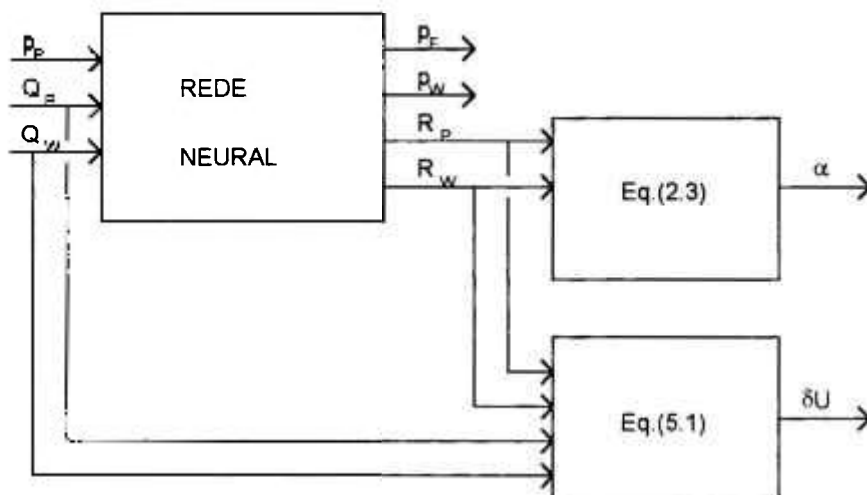 p_P
Q_P
Q_W
REDE
NEURAL
p_F
p_W
R_P
R_W
Eq.(2.3)
α
Eq.(5.1)
δU